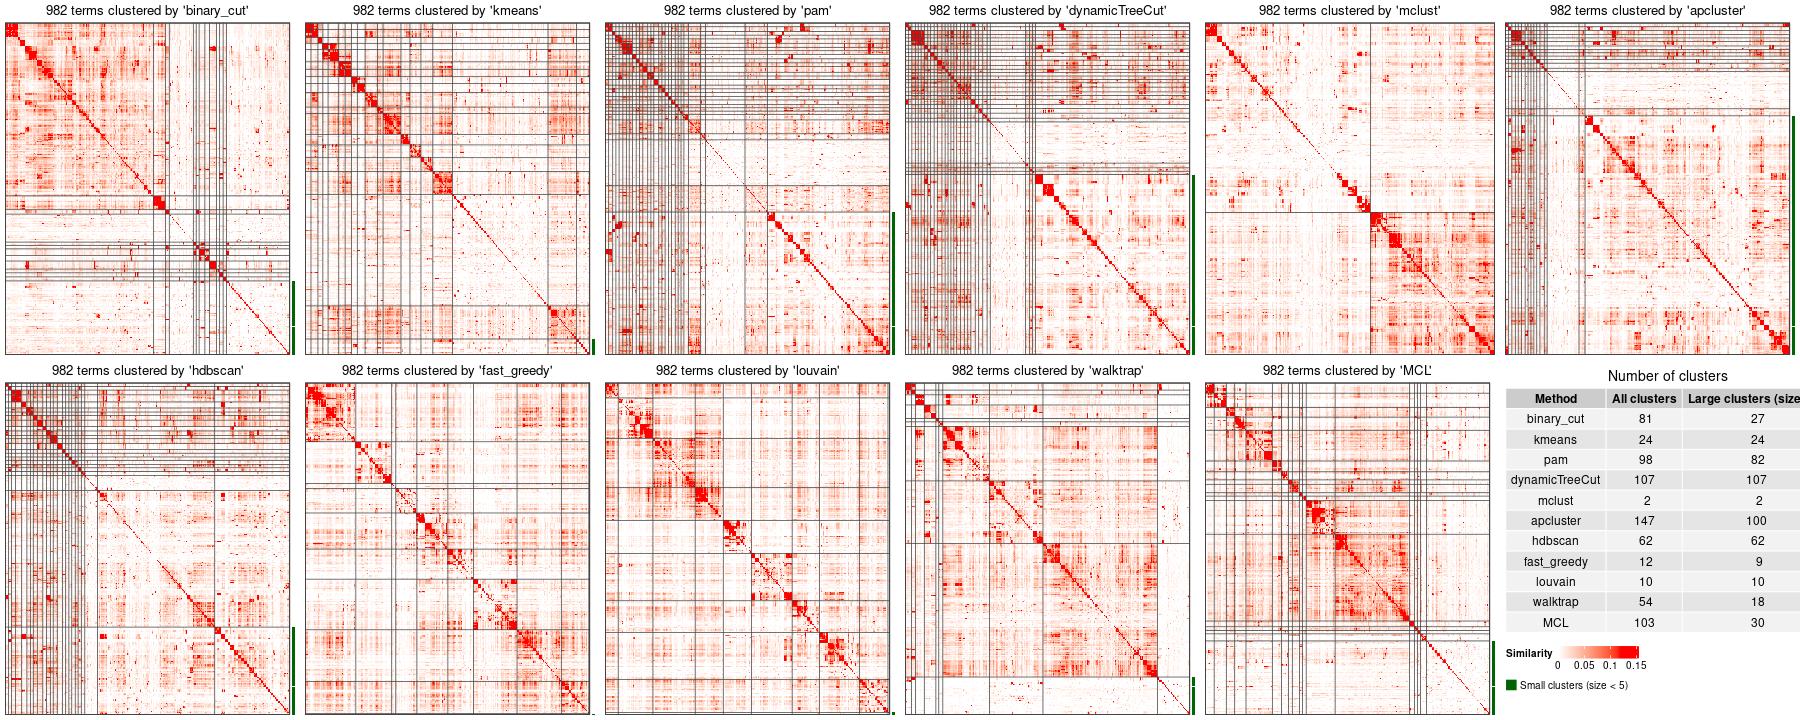 982 terms clustered by 'binary_cut'
982 terms clustered by 'kmeans'
982 terms clustered by 'pam'
982 terms clustered by 'dynamicTreeCut'
982 terms clustered by 'mclust'
982 terms clustered by 'apcluster'
982 terms clustered by 'hdbscan'
982 terms clustered by 'fast_greedy'
982 terms clustered by 'louvain'
982 terms clustered by 'walktrap'
982 terms clustered by 'MCL'
Number of clusters
Method All clusters Large clusters (size
binary_cut 81 27
kmeans 24 24
pam 98 82
dynamicTreeCut 107 107
mclust 2 2
apcluster 147 100
hdbscan 62 62
fast_greedy 12 9
louvain 10 10
walktrap 54 18
MCL 103 30
Similarity
0 0.05 0.1 0.15
Small clusters (size < 5)